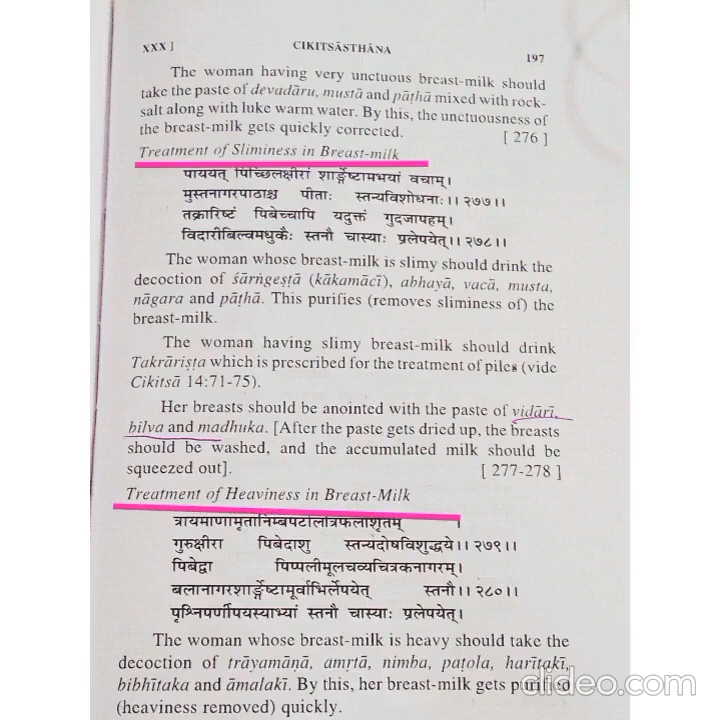 XXX ]
CIKITSĀSTHĀNA
197
The woman having very unctuous breast-milk should
take the paste of devadāru, mustā and pāṭhā mixed with rock-
salt along with luke warm water. By this, the unctuousness of
the breast-milk gets quickly corrected. [ 276 ]
Treatment of Sliminess in Breast-milk
पाययेत् पिच्छिलक्षीरां शार्ङ्गेष्टामभयां वचाम्।
मुस्तनागरपाठाश्च पीताः स्तन्यविशोधनाः।।२७७।।
तक्रारिष्टं पिबेच्चापि यदुक्तं गुदजापहम्।
विदारीबिल्वमधुकैः स्तनौ चास्याः प्रलेपयेत्।।२७८।।
The woman whose breast-milk is slimy should drink the
decoction of śārṅgeṣṭā (kākamācī), abhayā, vacā, musta,
nāgara and pāṭhā. This purifies (removes sliminess of) the
breast-milk.
The woman having slimy breast-milk should drink
Takrāriṣṭa which is prescribed for the treatment of piles (vide
Cikitsā 14:71-75).
Her breasts should be anointed with the paste of vidārī,
bilva and madhuka. [After the paste gets dried up, the breasts
should be washed, and the accumulated milk should be
squeezed out]. [ 277-278 ]
Treatment of Heaviness in Breast-Milk
त्रायमाणामृतानिम्बपटोलत्रिफलाशृतम् ।
गुरुक्षीरा पिबेदाशु स्तन्यदोषविशुद्धये।।२७९।।
पिबेद्वा पिप्पलीमूलचव्यचित्रकनागरम्।
बलानागरशार्ङ्गेष्टामूर्वाभिर्लेपयेत् स्तनौ।।२८०।।
पृश्निपर्णीपयस्याभ्यां स्तनौ चास्याः प्रलेपयेत्।
The woman whose breast-milk is heavy should take the
decoction of trāyamāṇā, amṛtā, nimba, paṭola, harītakī,
bibhītaka and āmalakī. By this, her breast-milk gets purified
(heaviness removed) quickly.
clideo.com